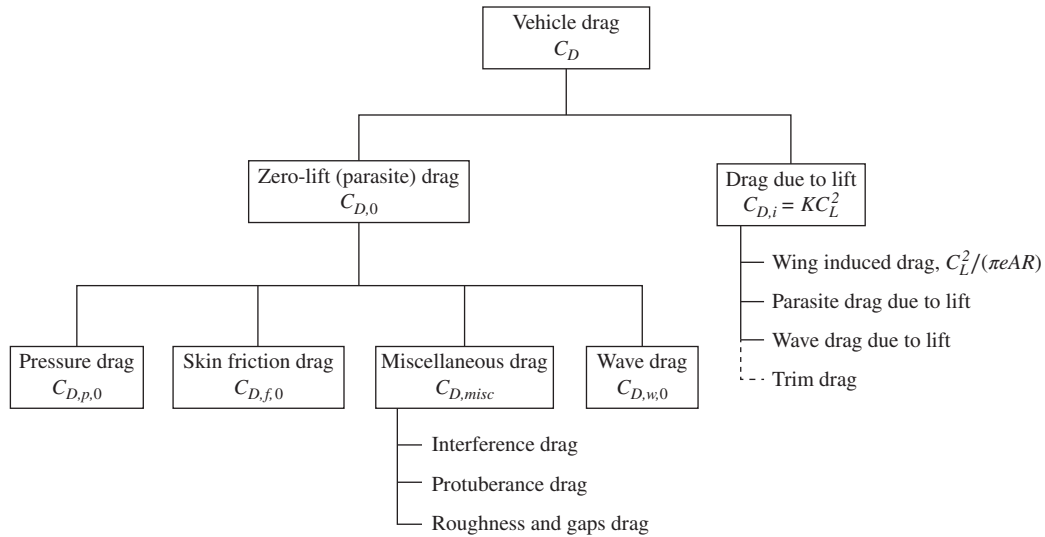 Vehicle drag
C_D
Zero-lift (parasite) drag
C_{D,0}
Drag due to lift
C_{D,i} = KC_L^2
Wing induced drag, C_L^2/(πeAR)
Parasite drag due to lift
Wave drag due to lift
Trim drag
Pressure drag
C_{D,p,0}
Skin friction drag
C_{D,f,0}
Miscellaneous drag
C_{D,misc}
Wave drag
C_{D,w,0}
Interference drag
Protuberance drag
Roughness and gaps drag